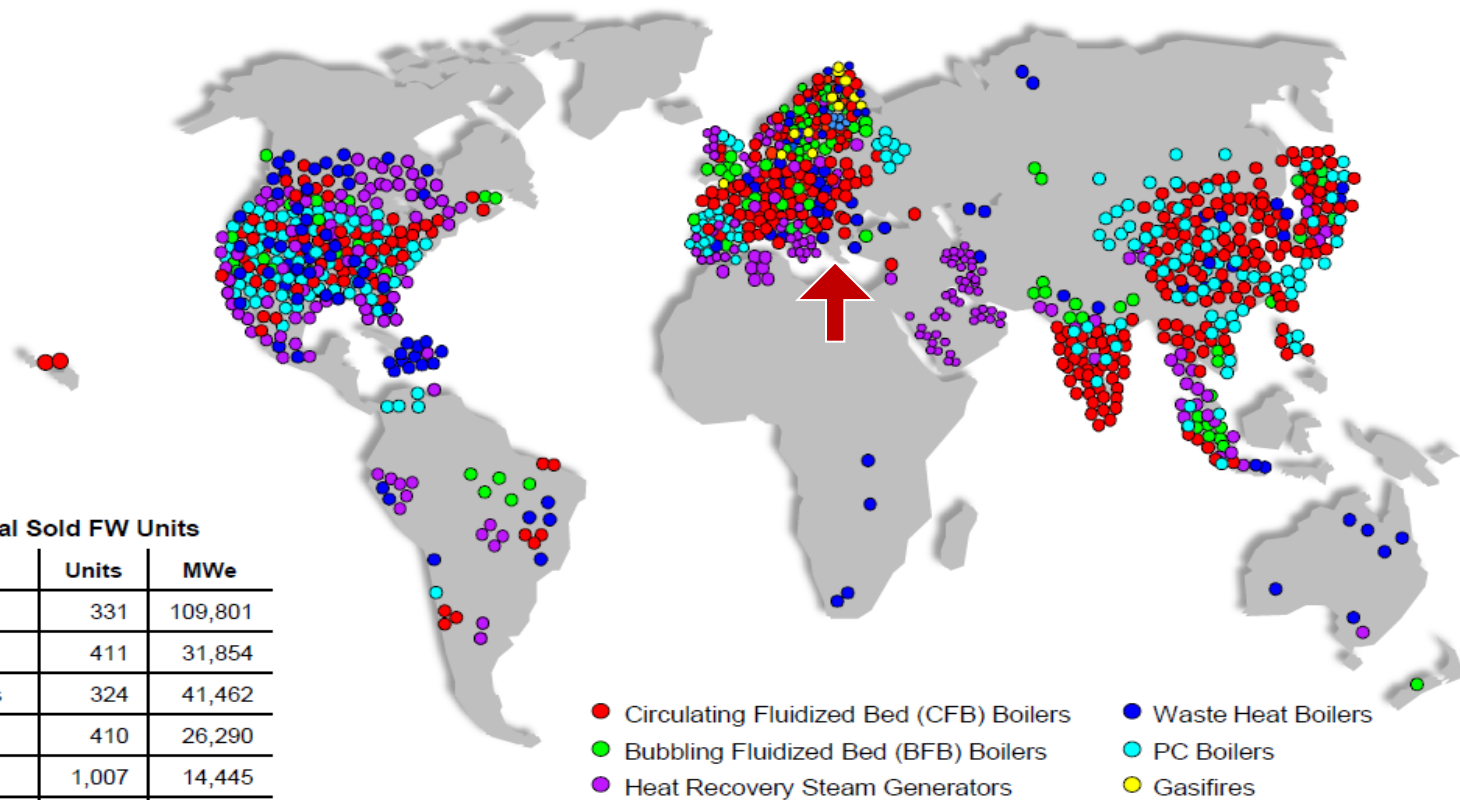 al Sold FW Units
Units MWe
331 109,801
411 31,854
s 324 41,462
410 26,290
1,007 14,445
Circulating Fluidized Bed (CFB) Boilers
Bubbling Fluidized Bed (BFB) Boilers
Heat Recovery Steam Generators
Waste Heat Boilers
PC Boilers
Gasifires